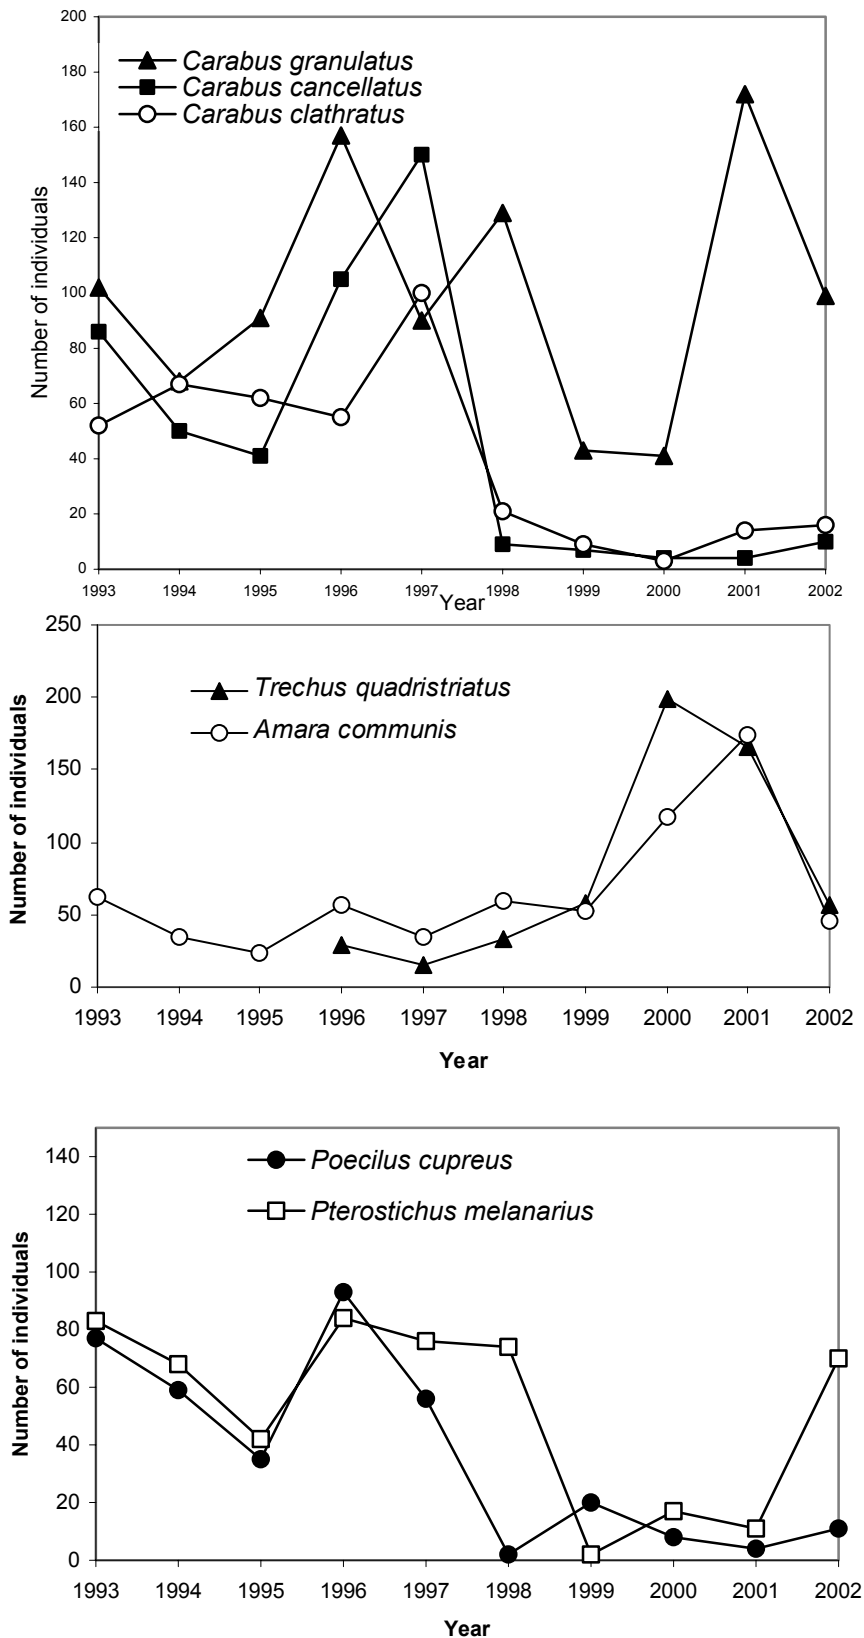 200
180
160
140
120
100
80
60
40
20
0
Number of individuals
Carabus granulatus
Carabus cancellatus
Carabus clathratus
1993 1994 1995 1996 1997 1998 1999 2000 2001 2002
Year
250
200
150
100
50
0
Number of individuals
Trechus quadristriatus
Amara communis
1993 1994 1995 1996 1997 1998 1999 2000 2001 2002
Year
140
120
100
80
60
40
20
0
Number of individuals
Poecilus cupreus
Pterostichus melanarius
1993 1994 1995 1996 1997 1998 1999 2000 2001 2002
Year